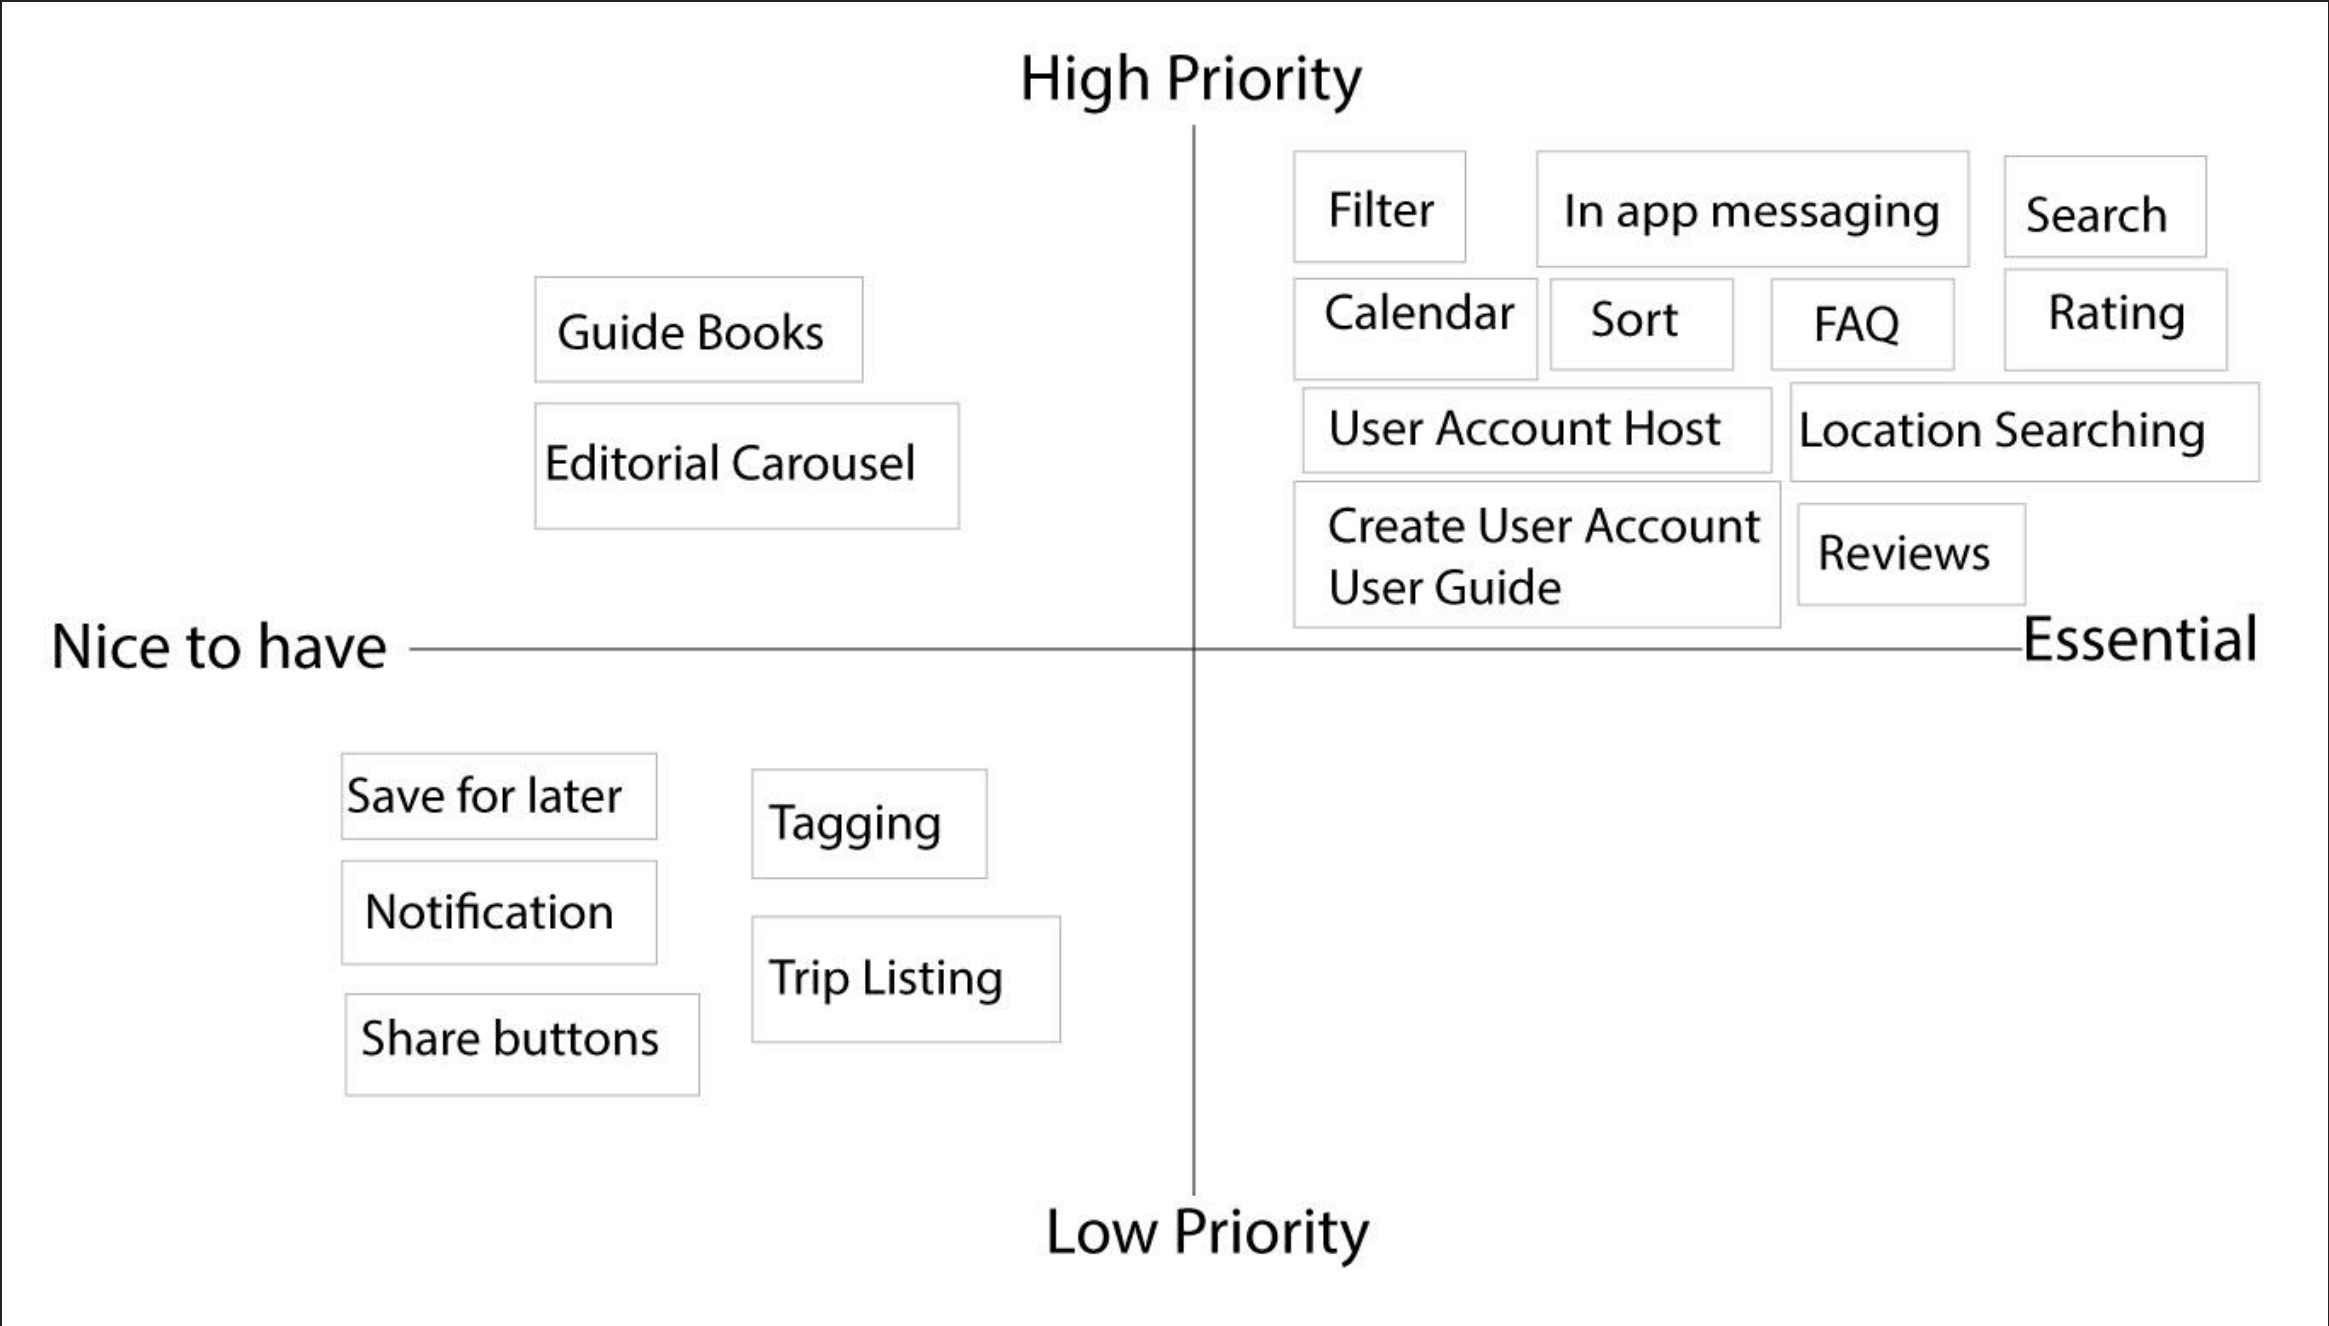 High Priority
Filter
In app messaging
Search
Calendar
Sort
FAQ
Rating
Guide Books
User Account Host
Location Searching
Editorial Carousel
Create User Account
User Guide
Reviews
Nice to have
Essential
Save for later
Tagging
Notification
Trip Listing
Share buttons
Low Priority